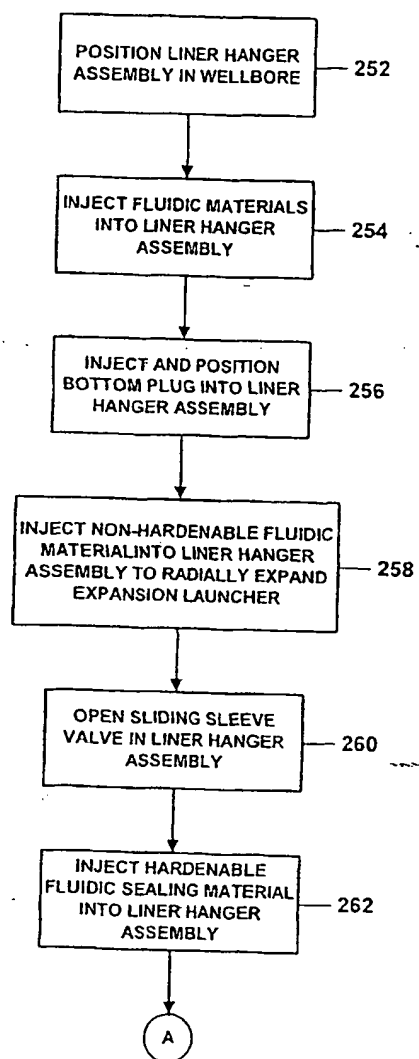 POSITION LINER HANGER
ASSEMBLY IN WELLBORE
252
INJECT FLUIDIC MATERIALS
INTO LINER HANGER
ASSEMBLY
254
INJECT AND POSITION
BOTTOM PLUG INTO LINER
HANGER ASSEMBLY
256
INJECT NON-HARDENABLE FLUIDIC
MATERIALINTO LINER HANGER
ASSEMBLY TO RADIALLY EXPAND
EXPANSION LAUNCHER
258
OPEN SLIDING SLEEVE
VALVE IN LINER HANGER
ASSEMBLY
260
INJECT HARDENABLE
FLUIDIC SEALING MATERIAL
INTO LINER HANGER
ASSEMBLY
262
A